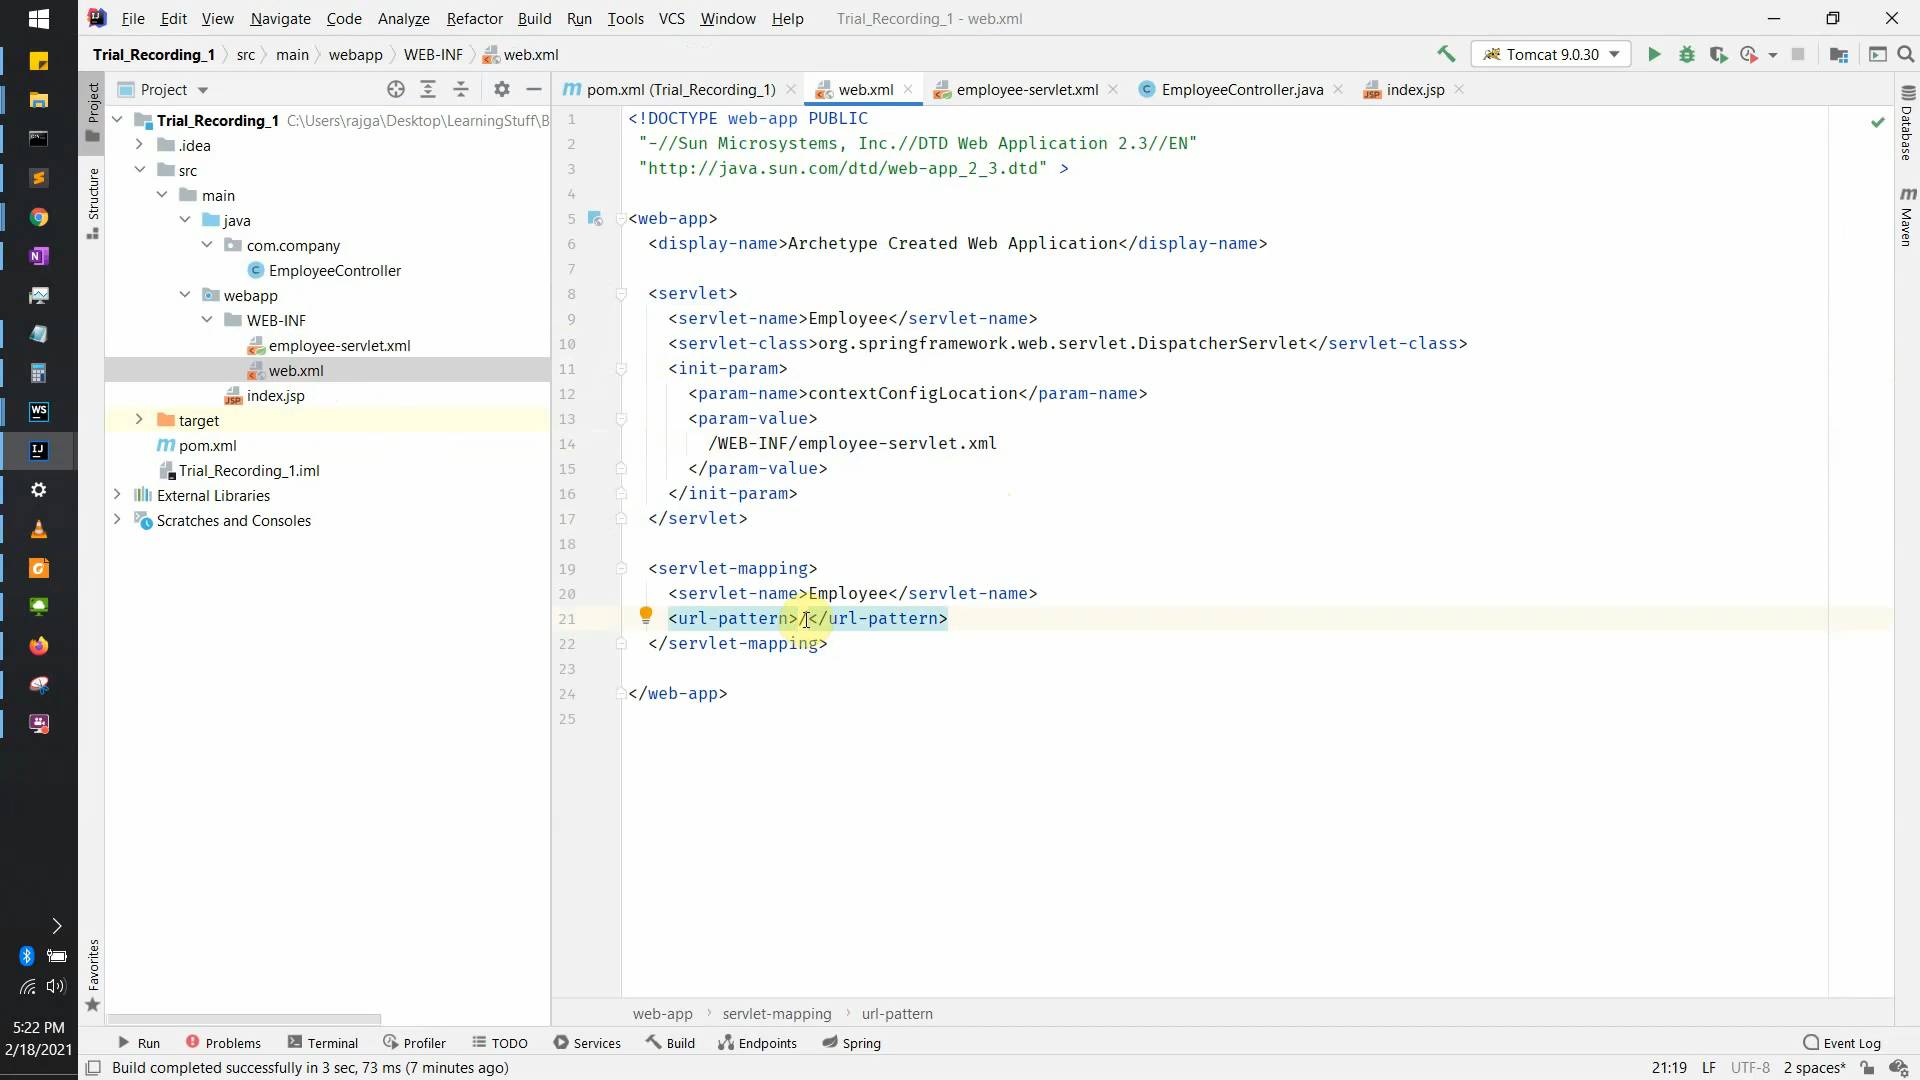 File Edit View Navigate Code Analyze Refactor Build Run Tools VCS Window Help Trial_Recording_1 - web.xml
Trial_Recording_1 src main webapp WEB-INF web.xml Tomcat 9.0.30
Project
pom.xml (Trial_Recording_1) web.xml employee-servlet.xml EmployeeController.java index.jsp
Project
Structure
Favorites
Database
Maven
Trial_Recording_1 C:\Users\rajga\Desktop\LearningStuff\B
.idea
src
main
java
com.company
EmployeeController
webapp
WEB-INF
employee-servlet.xml
web.xml
index.jsp
target
pom.xml
Trial_Recording_1.iml
External Libraries
Scratches and Consoles
1 <!DOCTYPE web-app PUBLIC
2 "-//Sun Microsystems, Inc.//DTD Web Application 2.3//EN"
3 "http://java.sun.com/dtd/web-app_2_3.dtd" >
4
5 <web-app>
6 <display-name>Archetype Created Web Application</display-name>
7
8 <servlet>
9 <servlet-name>Employee</servlet-name>
10 <servlet-class>org.springframework.web.servlet.DispatcherServlet</servlet-class>
11 <init-param>
12 <param-name>contextConfigLocation</param-name>
13 <param-value>
14 /WEB-INF/employee-servlet.xml
15 </param-value>
16 </init-param>
17 </servlet>
18
19 <servlet-mapping>
20 <servlet-name>Employee</servlet-name>
21 <url-pattern>/</url-pattern>
22 </servlet-mapping>
23
24 </web-app>
25
web-app servlet-mapping url-pattern
Run Problems Terminal Profiler TODO Services Build Endpoints Spring Event Log
Build completed successfully in 3 sec, 73 ms (7 minutes ago) 21:19 LF UTF-8 2 spaces*
5:22 PM
2/18/2021
WS
IJ